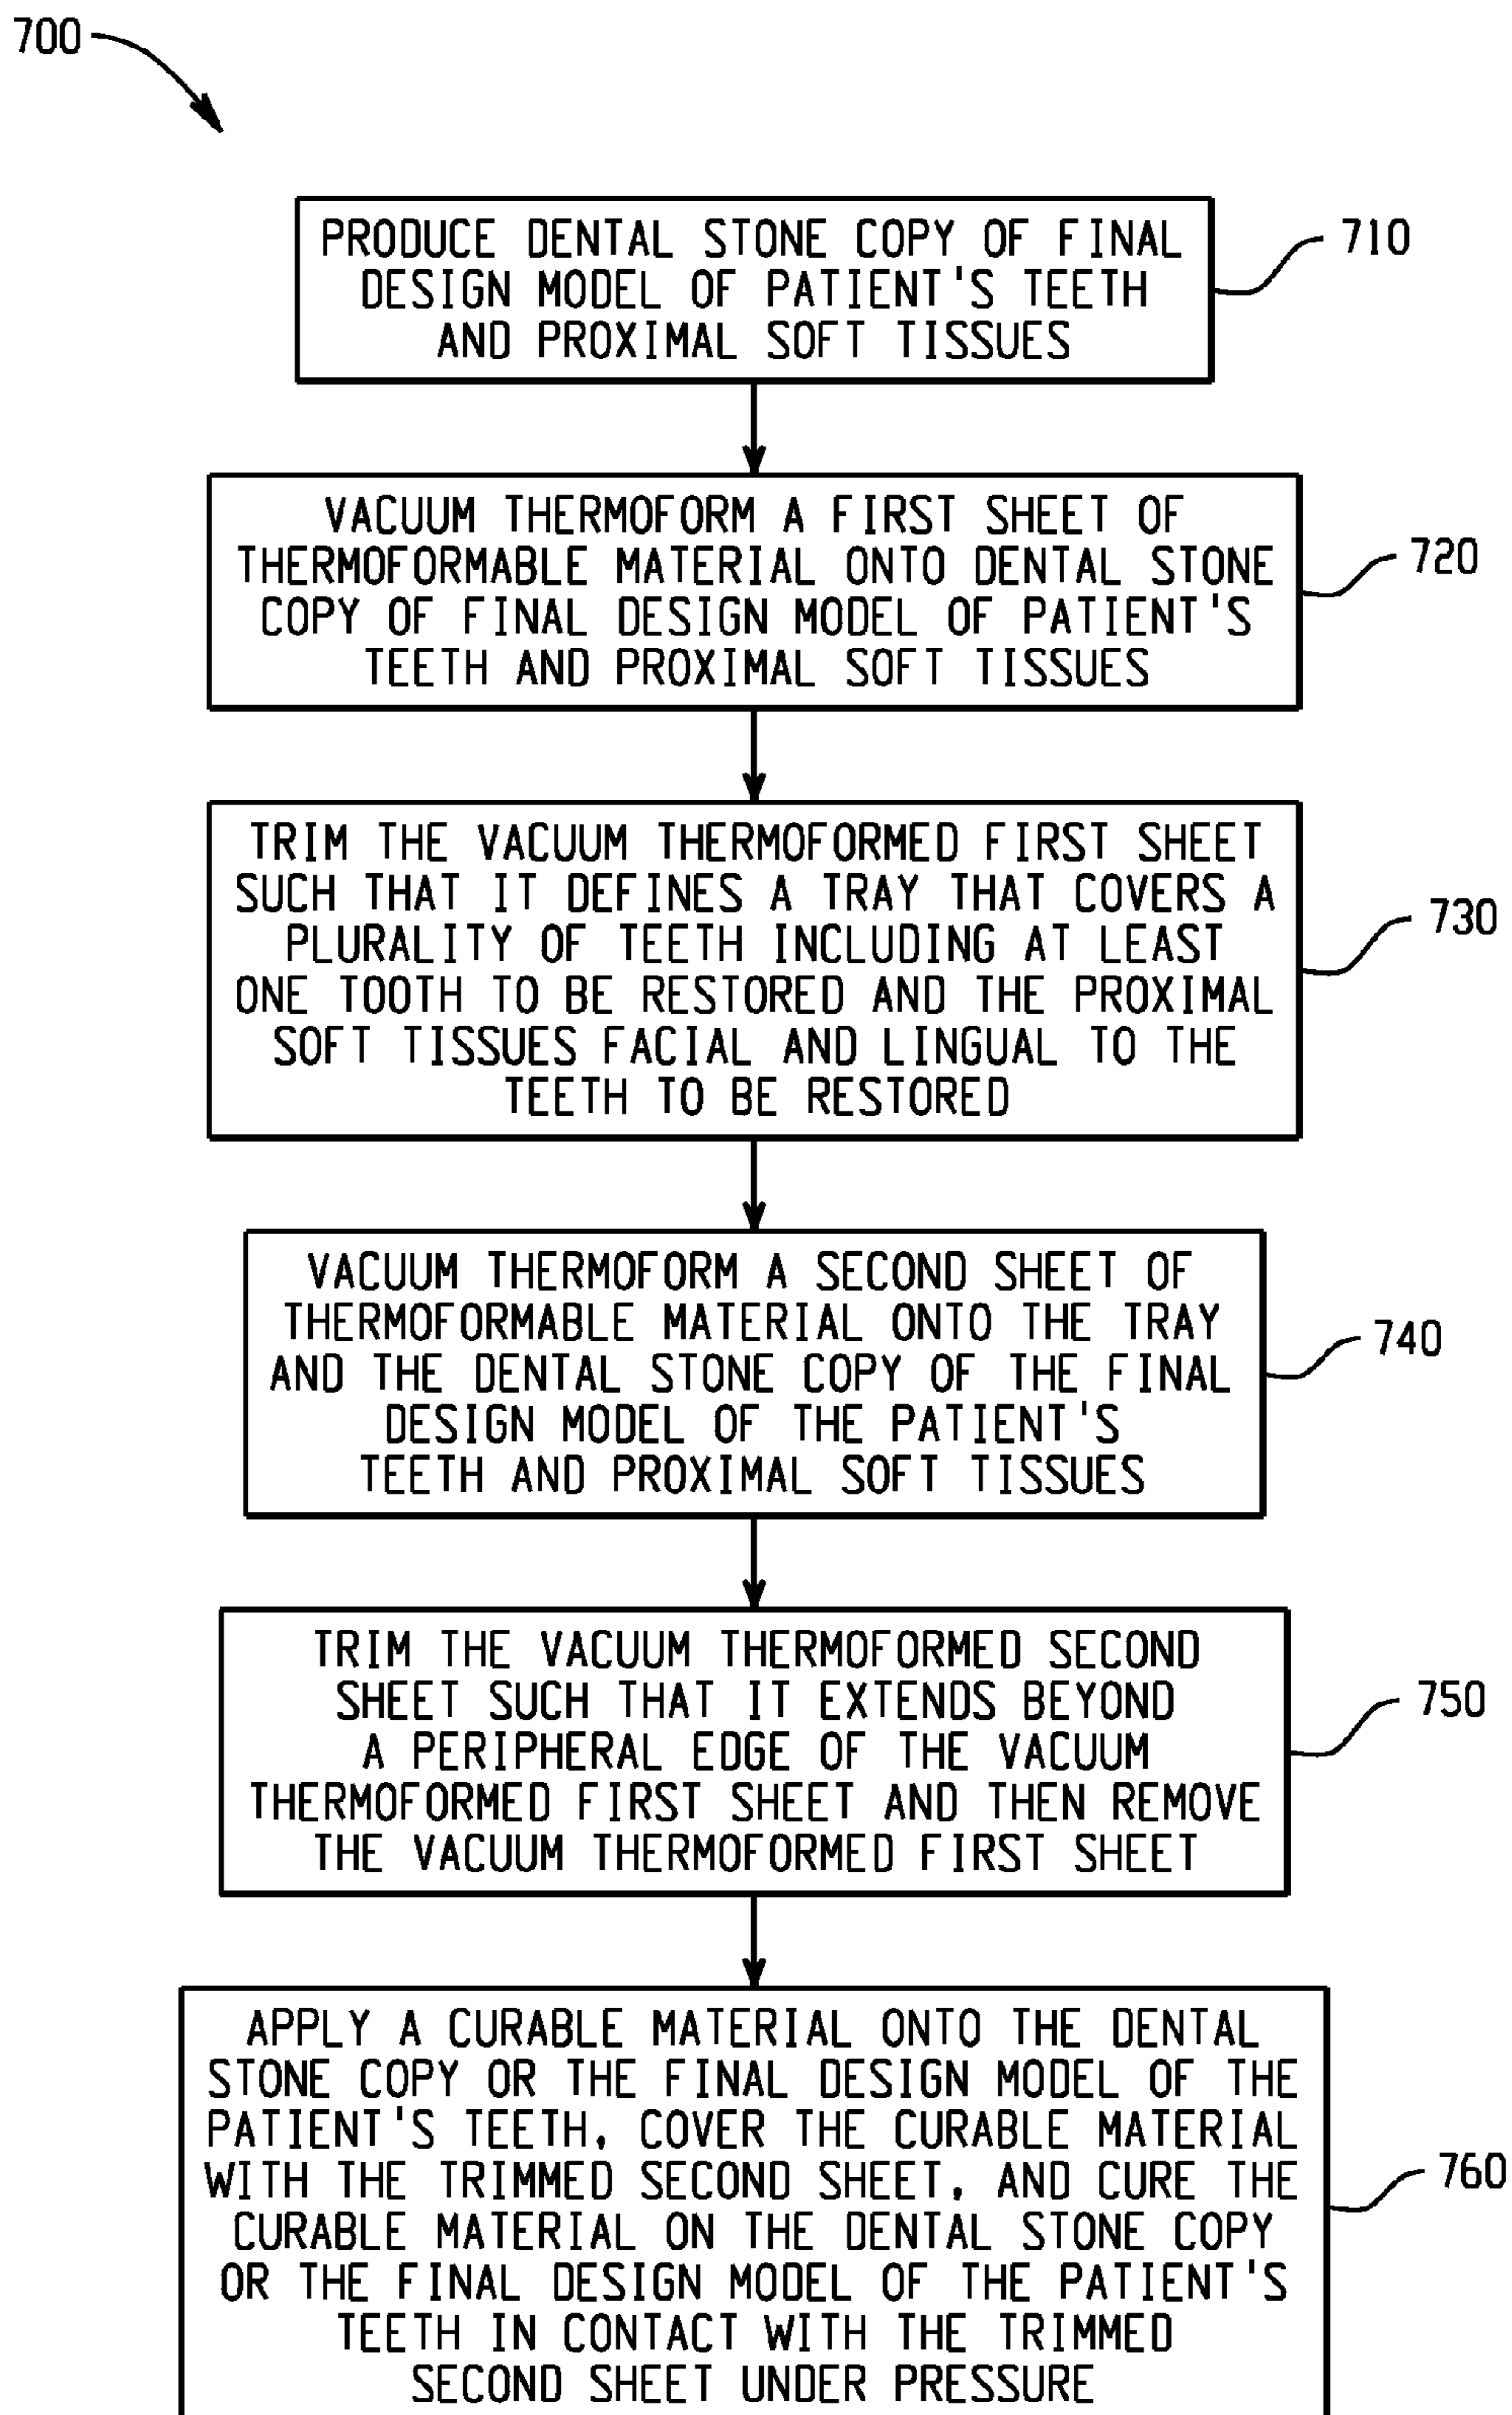 700
PRODUCE DENTAL STONE COPY OF FINAL
DESIGN MODEL OF PATIENT'S TEETH
AND PROXIMAL SOFT TISSUES
710
VACUUM THERMOFORM A FIRST SHEET OF
THERMOFORMABLE MATERIAL ONTO DENTAL STONE
COPY OF FINAL DESIGN MODEL OF PATIENT'S
TEETH AND PROXIMAL SOFT TISSUES
720
TRIM THE VACUUM THERMOFORMED FIRST SHEET
SUCH THAT IT DEFINES A TRAY THAT COVERS A
PLURALITY OF TEETH INCLUDING AT LEAST
ONE TOOTH TO BE RESTORED AND THE PROXIMAL
SOFT TISSUES FACIAL AND LINGUAL TO THE
TEETH TO BE RESTORED
730
VACUUM THERMOFORM A SECOND SHEET OF
THERMOFORMABLE MATERIAL ONTO THE TRAY
AND THE DENTAL STONE COPY OF THE FINAL
DESIGN MODEL OF THE PATIENT'S
TEETH AND PROXIMAL SOFT TISSUES
740
TRIM THE VACUUM THERMOFORMED SECOND
SHEET SUCH THAT IT EXTENDS BEYOND
A PERIPHERAL EDGE OF THE VACUUM
THERMOFORMED FIRST SHEET AND THEN REMOVE
THE VACUUM THERMOFORMED FIRST SHEET
750
APPLY A CURABLE MATERIAL ONTO THE DENTAL
STONE COPY OR THE FINAL DESIGN MODEL OF THE
PATIENT'S TEETH, COVER THE CURABLE MATERIAL
WITH THE TRIMMED SECOND SHEET, AND CURE THE
CURABLE MATERIAL ON THE DENTAL STONE COPY
OR THE FINAL DESIGN MODEL OF THE PATIENT'S
TEETH IN CONTACT WITH THE TRIMMED
SECOND SHEET UNDER PRESSURE
760